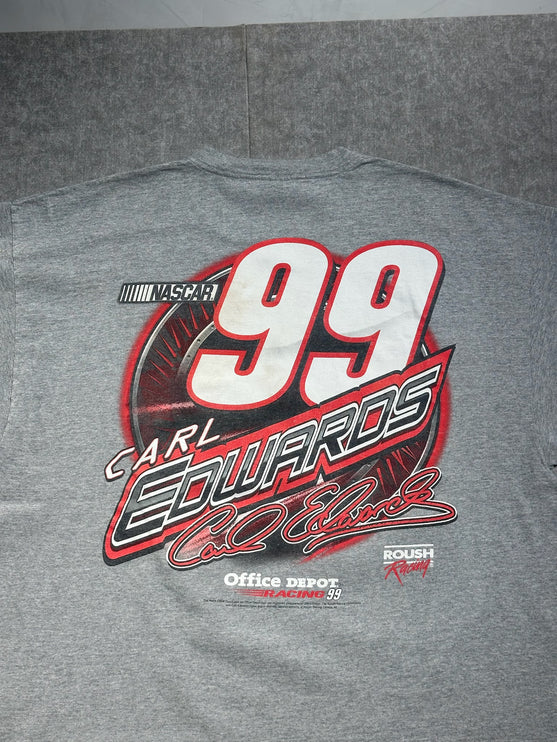 NASCAR
99
CARL
EDWARDS
Carl Edwards
ROUSH
Racing
Office DEPOT
RACING 99